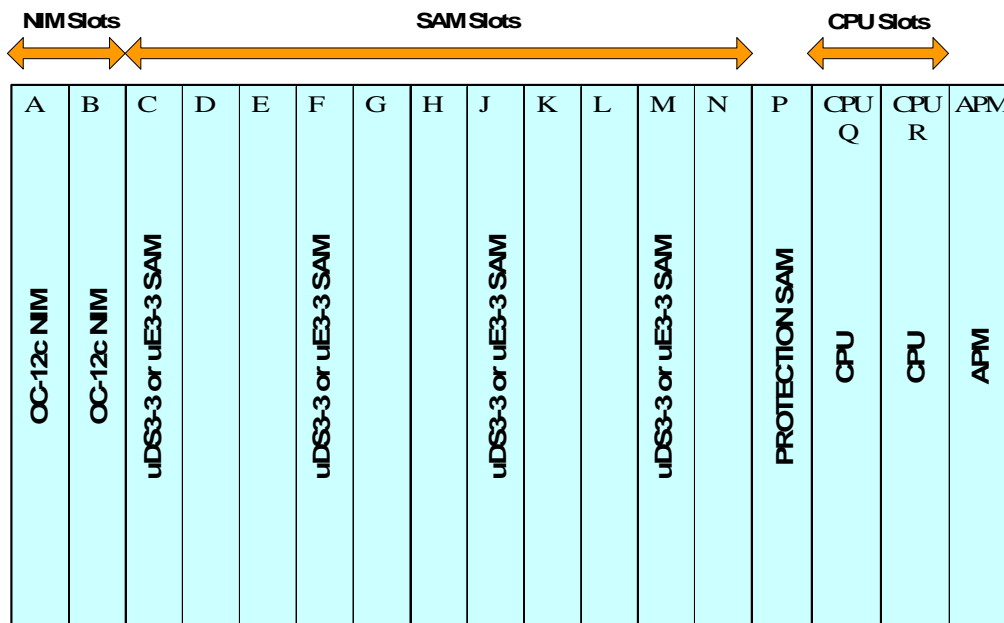 NIM Slots
SAM Slots
CPU Slots
A
B
C
D
E
F
G
H
J
K
L
M
N
P
CPU
Q
CPU
R
APM
OC-12c NIM
OC-12c NIM
uDS3-3 or uE3-3 SAM
uDS3-3 or uE3-3 SAM
uDS3-3 or uE3-3 SAM
uDS3-3 or uE3-3 SAM
PROTECTION SAM
CPU
CPU
APM